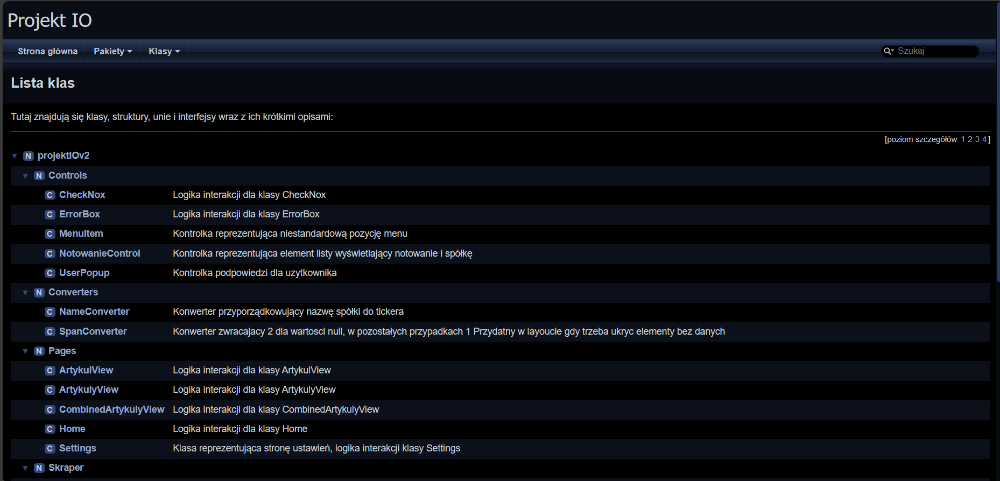 Projekt IO
Strona główna Pakiety Klasy Szukaj
Lista klas
Tutaj znajdują się klasy, struktury, unie i interfejsy wraz z ich krótkimi opisami:
[poziom szczegółów 1 2 3 4]
N projektIOv2
N Controls
C CheckNox Logika interakcji dla klasy CheckNox
C ErrorBox Logika interakcji dla klasy ErrorBox
C MenuItem Kontrolka reprezentująca niestandardową pozycję menu
C NotowanieControl Kontrolka reprezentująca element listy wyświetlający notowanie i spółkę
C UserPopup Kontrolka podpowiedzi dla uzytkownika
N Converters
C NameConverter Konwerter przyporządkowujący nazwę spółki do tickera
C SpanConverter Konwerter zwracajacy 2 dla wartosci null, w pozostałych przypadkach 1 Przydatny w layoucie gdy trzeba ukryc elementy bez danych
N Pages
C ArtykulView Logika interakcji dla klasy ArtykulView
C ArtykulyView Logika interakcji dla klasy ArtykulyView
C CombinedArtykulyView Logika interakcji dla klasy CombinedArtykulyView
C Home Logika interakcji dla klasy Home
C Settings Klasa reprezentująca stronę ustawień, logika interakcji klasy Settings
N Skraper